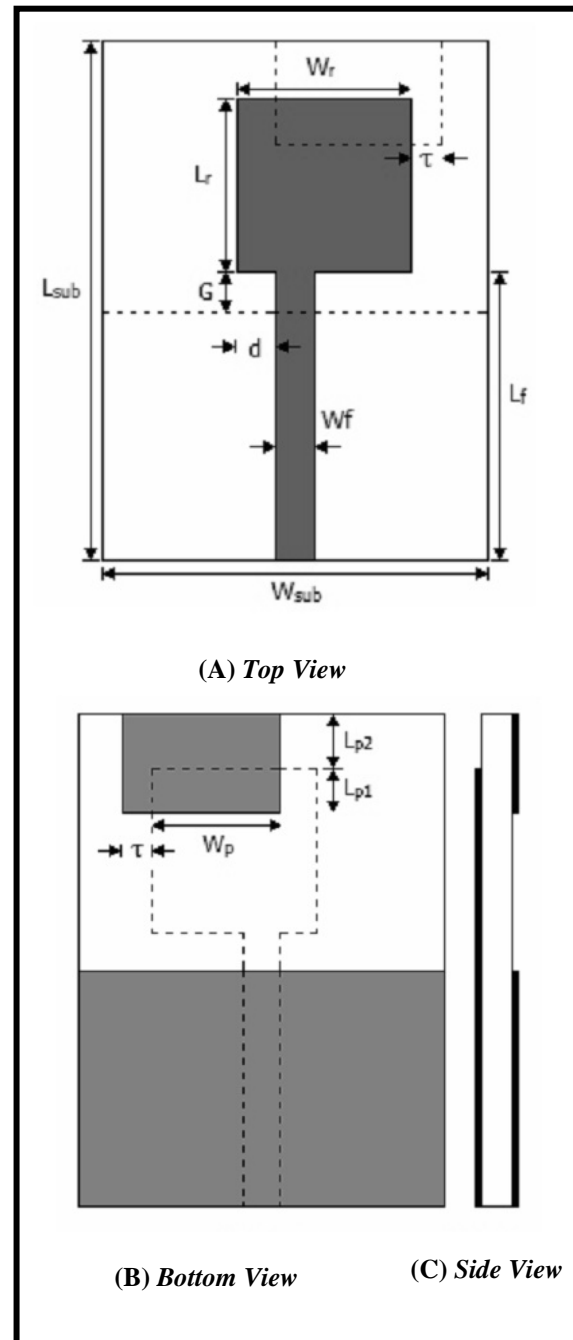 Wr
Lr
τ
Lsub
G
d
Lf
Wf
Wsub
(A) Top View
Lp2
Lp1
τ
Wp
(B) Bottom View
(C) Side View